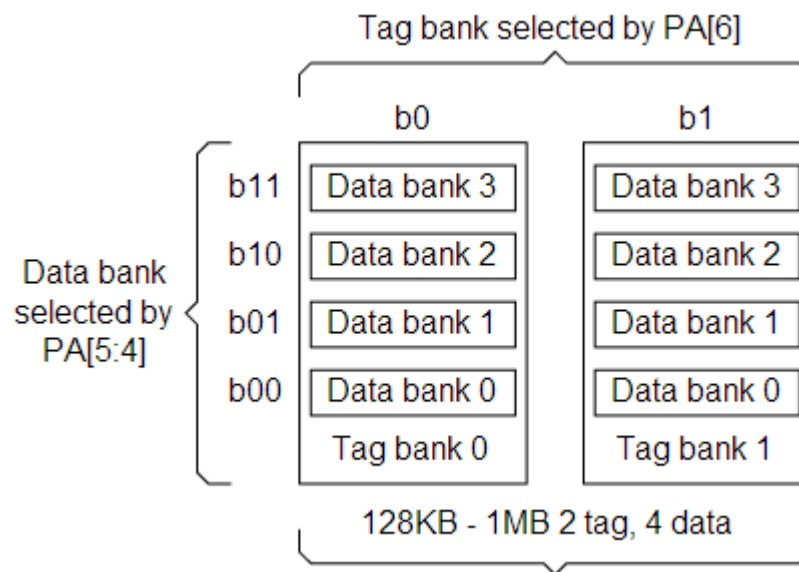 Tag bank selected by PA[6]
b0
b1
b11
Data bank 3
Data bank 3
b10
Data bank 2
Data bank 2
Data bank
selected by
PA[5:4]
b01
Data bank 1
Data bank 1
b00
Data bank 0
Data bank 0
Tag bank 0
Tag bank 1
128KB - 1MB 2 tag, 4 data